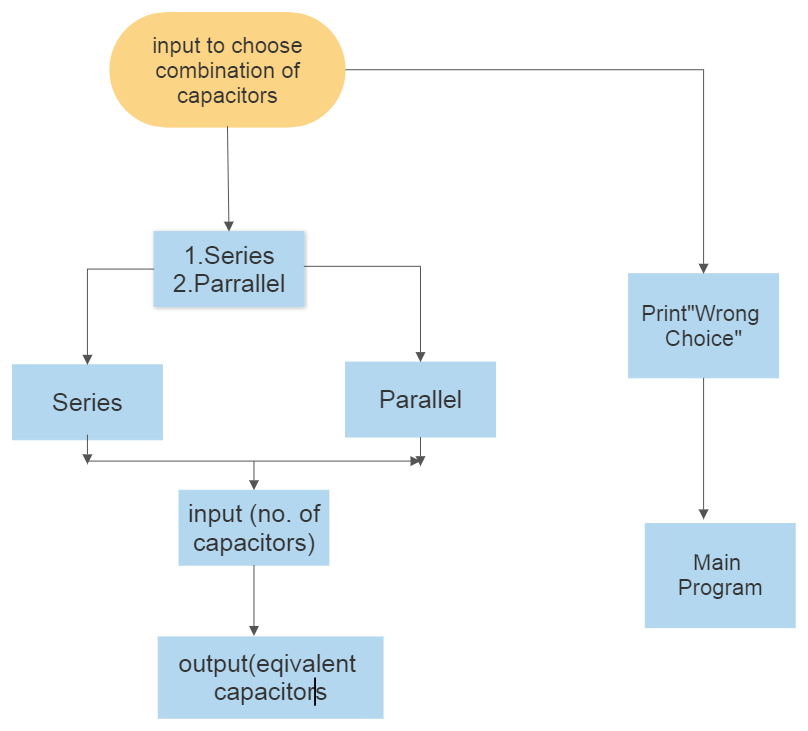 input to choose
combination of
capacitors
1.Series
2.Parrallel
Print"Wrong
Choice"
Series
Parallel
input (no. of
capacitors)
Main
Program
output(eqivalent
capacitors